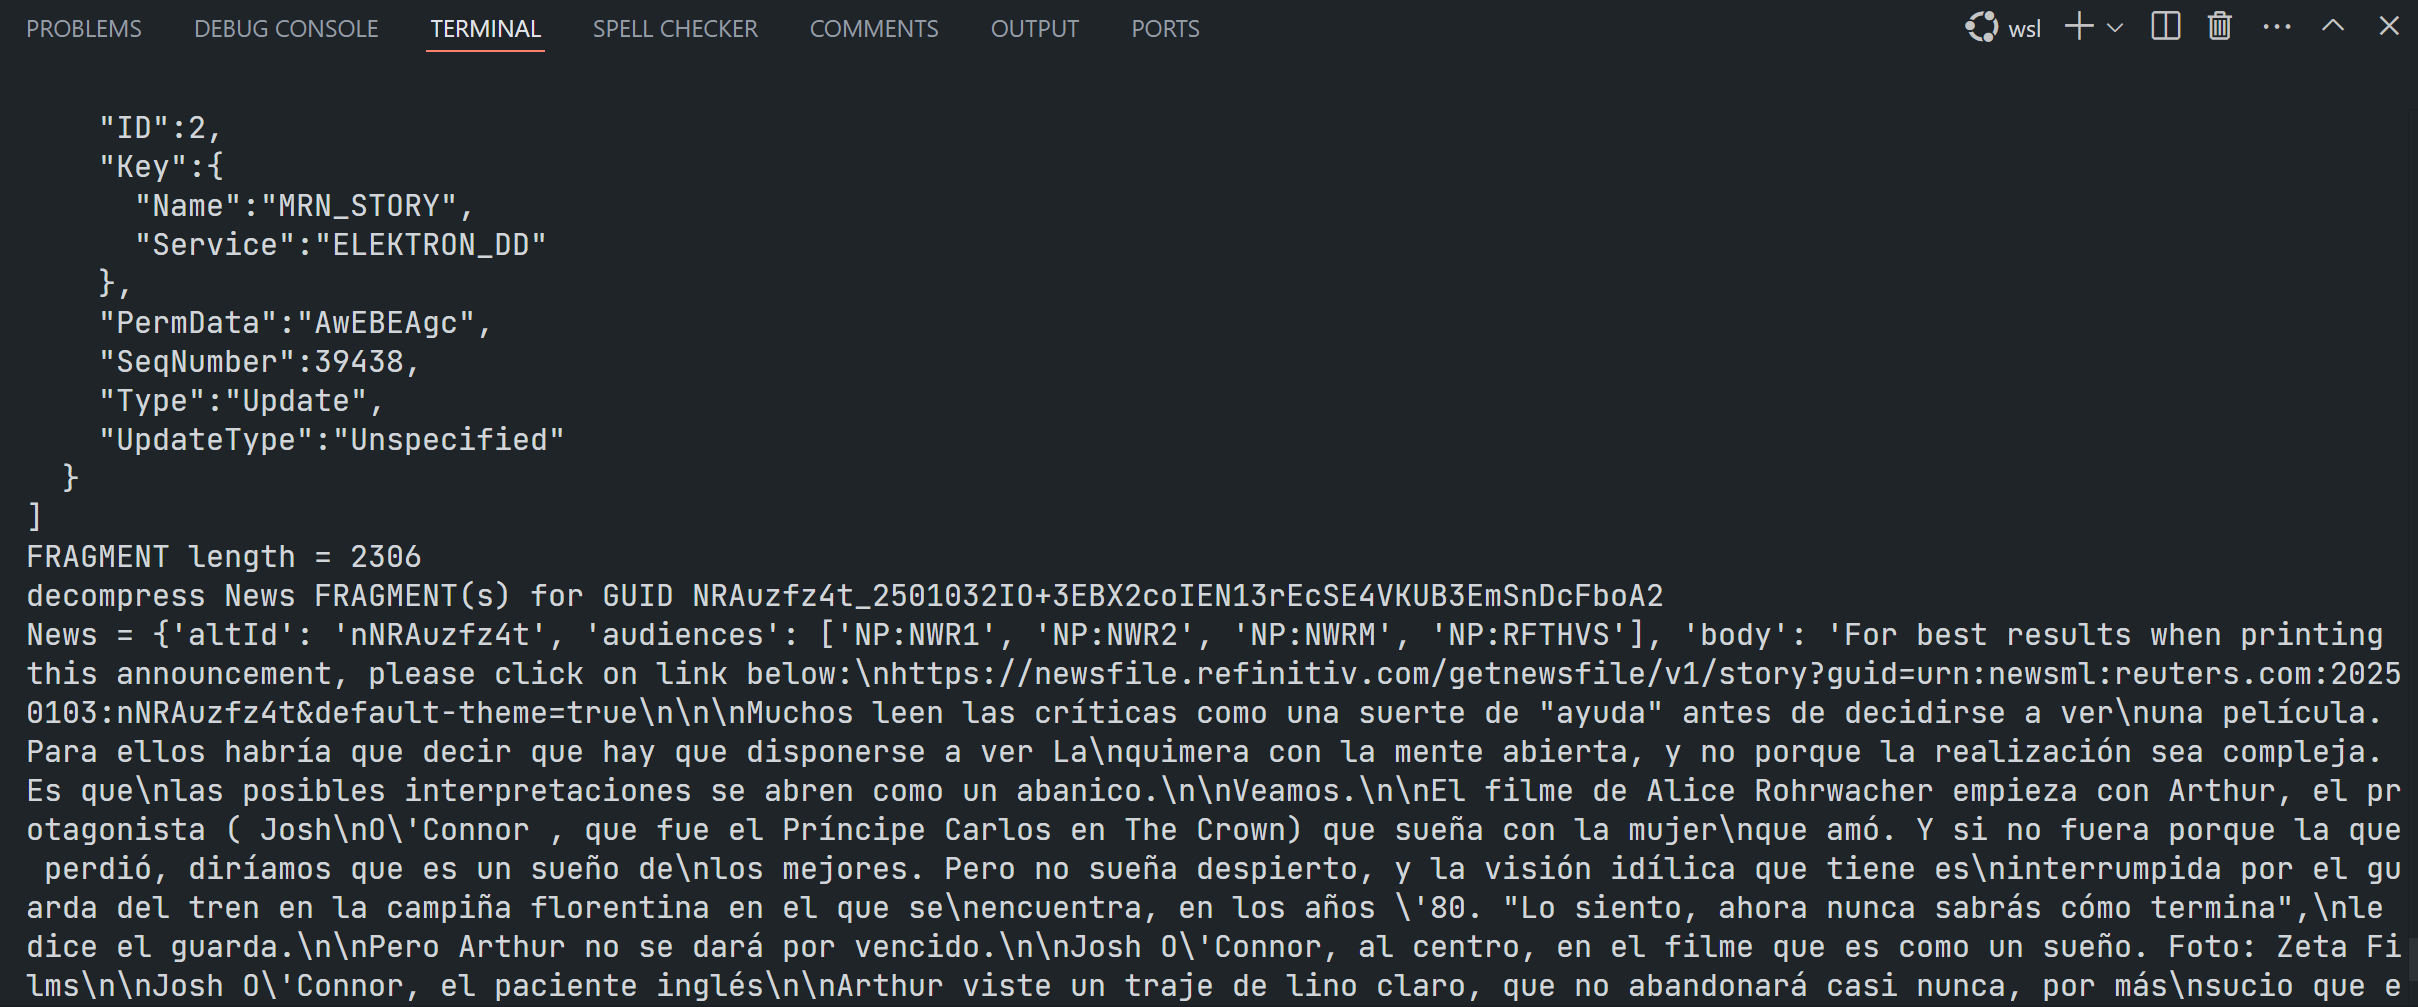 PROBLEMS DEBUG CONSOLE TERMINAL SPELL CHECKER COMMENTS OUTPUT PORTS wsl
"ID":2,
"Key":{
"Name":"MRN_STORY",
"Service":"ELEKTRON_DD"
},
"PermData":"AwEBEAgc",
"SeqNumber":39438,
"Type":"Update",
"UpdateType":"Unspecified"
}
]
FRAGMENT length = 2306
decompress News FRAGMENT(s) for GUID NRAuzfz4t_2501032IO+3EBX2coIEN13rEcSE4VKUB3EmSnDcFboA2
News = {'altId': 'nNRAuzfz4t', 'audiences': ['NP:NWR1', 'NP:NWR2', 'NP:NWRM', 'NP:RFTHVS'], 'body': 'For best results when printing
this announcement, please click on link below:\nhttps://newsfile.refinitiv.com/getnewsfile/v1/story?guid=urn:newsml:reuters.com:2025
0103:nNRAuzfz4t&default-theme=true\n\n\nMuchos leen las críticas como una suerte de "ayuda" antes de decidirse a ver\nuna película.
Para ellos habría que decir que hay que disponerse a ver La\nquimera con la mente abierta, y no porque la realización sea compleja.
Es que\nlas posibles interpretaciones se abren como un abanico.\n\nVeamos.\n\nEl filme de Alice Rohrwacher empieza con Arthur, el pr
otagonista ( Josh\nO\'Connor , que fue el Príncipe Carlos en The Crown) que sueña con la mujer\nque amó. Y si no fuera porque la que
perdió, diríamos que es un sueño de\nlos mejores. Pero no sueña despierto, y la visión idílica que tiene es\ninterrumpida por el gu
arda del tren en la campiña florentina en el que se\nencuentra, en los años \'80. "Lo siento, ahora nunca sabrás cómo termina",\nle
dice el guarda.\n\nPero Arthur no se dará por vencido.\n\nJosh O\'Connor, al centro, en el filme que es como un sueño. Foto: Zeta Fi
lms\n\nJosh O\'Connor, el paciente inglés\n\nArthur viste un traje de lino claro, que no abandonará casi nunca, por más\nsucio que e